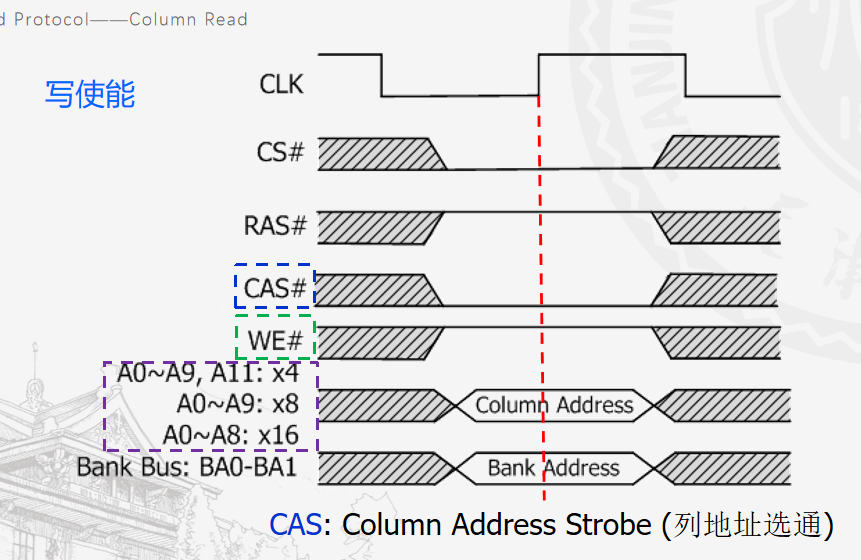 d Protocol——Column Read
写使能
CLK
CS#
RAS#
CAS#
WE#
A0~A9, A11: x4
A0~A9: x8
Column Address
A0~A8: x16
Bank Bus: BA0-BA1
Bank Address
CAS: Column Address Strobe (列地址选通)